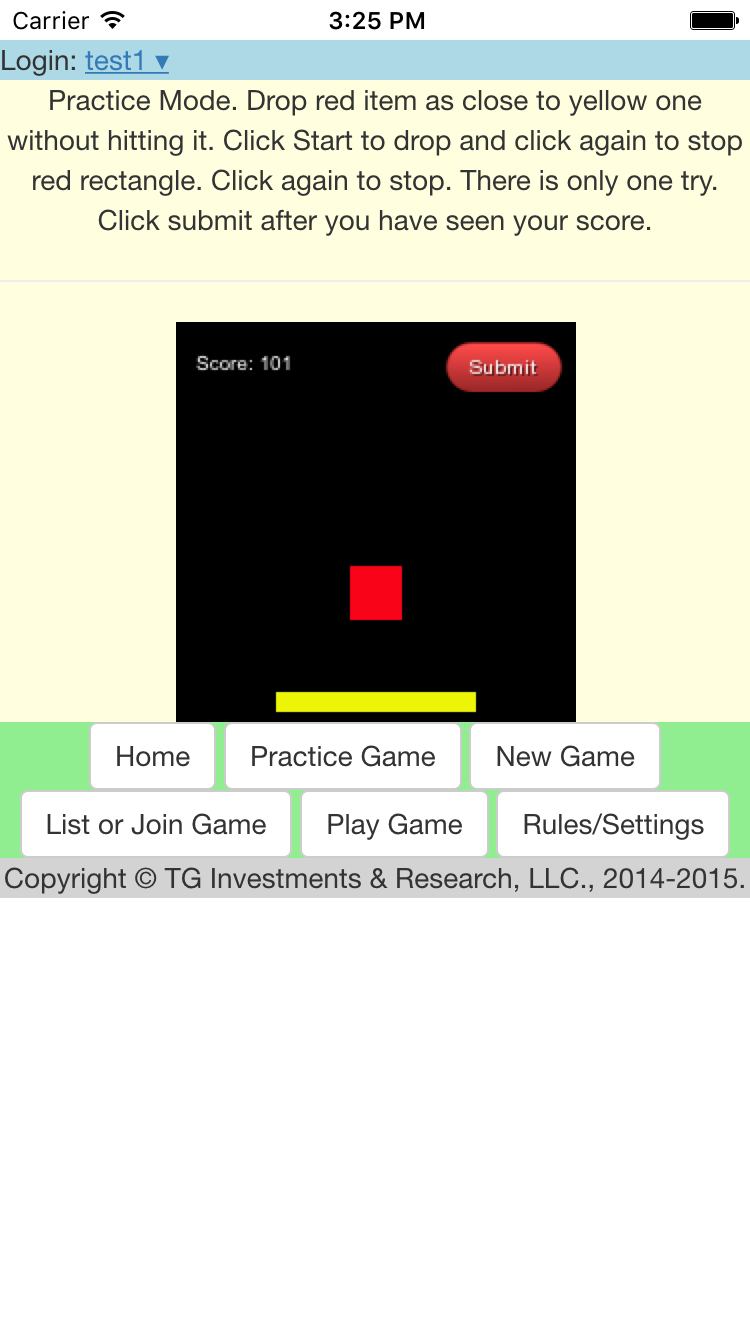 Carrier 3:25 PM
Login: test1 ▼
Practice Mode. Drop red item as close to yellow one
without hitting it. Click Start to drop and click again to stop
red rectangle. Click again to stop. There is only one try.
Click submit after you have seen your score.
Score: 101 Submit
Home Practice Game New Game
List or Join Game Play Game Rules/Settings
Copyright © TG Investments & Research, LLC., 2014-2015.